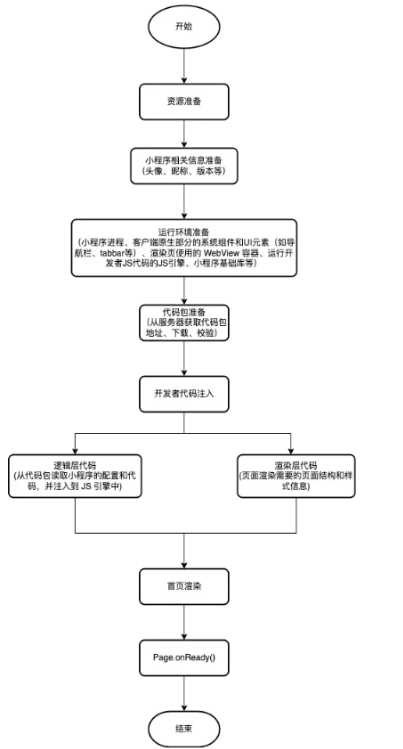 开始
资源准备
小程序相关信息准备
（头像、昵称、版本等）
运行环境准备
（小程序进程、客户端原生部分的系统组件和UI元素（如导
航栏、tabbar等）、渲染页使用的 WebView 容器、运行开
发者JS代码的JS引擎、小程序基础库等）
代码包准备
（从服务器获取代码包
地址、下载、校验）
开发者代码注入
逻辑层代码
(从代码包读取小程序的配置和代
码，并注入到 JS 引擎中)
渲染层代码
(页面渲染需要的页面结构和样
式信息)
首页渲染
Page.onReady()
结束